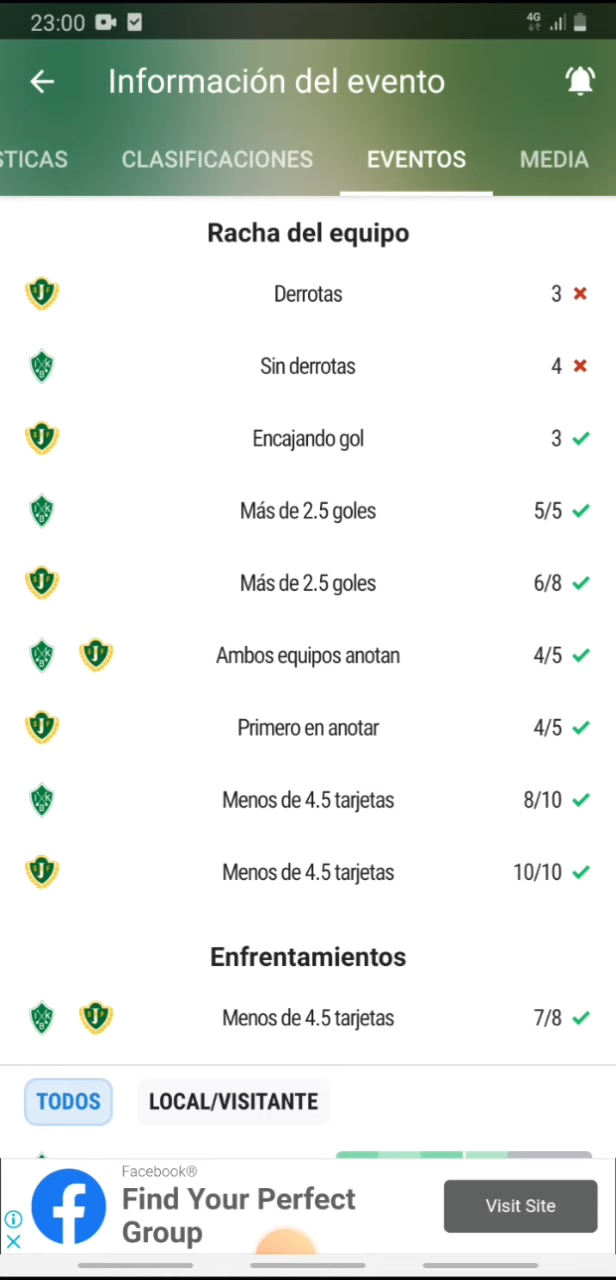 23:00
4G
Información del evento
STICAS CLASIFICACIONES EVENTOS MEDIA
Racha del equipo
Derrotas 3
Sin derrotas 4
Encajando gol 3
Más de 2.5 goles 5/5
Más de 2.5 goles 6/8
Ambos equipos anotan 4/5
Primero en anotar 4/5
Menos de 4.5 tarjetas 8/10
Menos de 4.5 tarjetas 10/10
Enfrentamientos
Menos de 4.5 tarjetas 7/8
TODOS LOCAL/VISITANTE
Facebook®
Find Your Perfect
Group
Visit Site